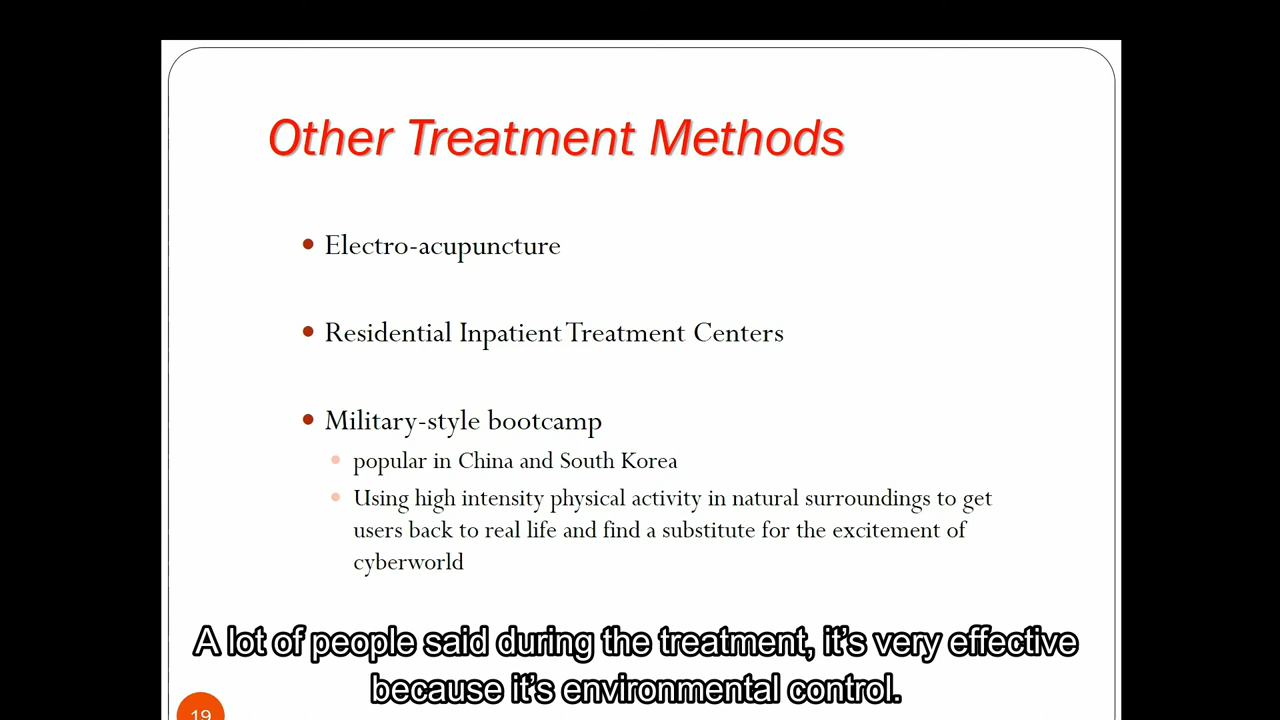 Other Treatment Methods
• Electro-acupuncture
• Residential Inpatient Treatment Centers
• Military-style bootcamp
• popular in China and South Korea
• Using high intensity physical activity in natural surroundings to get
users back to real life and find a substitute for the excitement of
cyberworld
A lot of people said during the treatment, it's very effective
because it's environmental control.
19